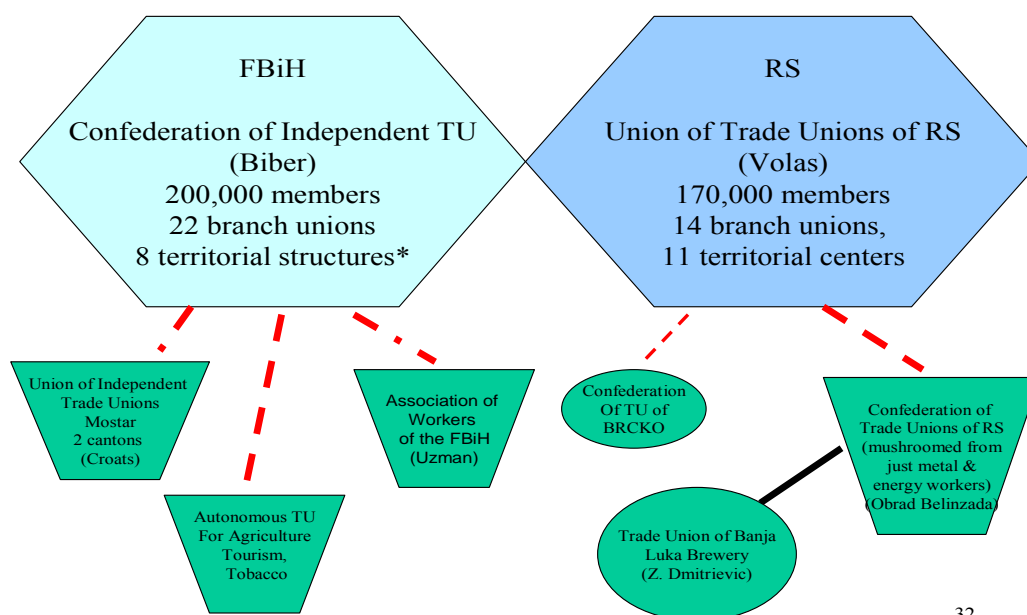 FBiH
Confederation of Independent TU
(Biber)
200,000 members
22 branch unions
8 territorial structures*
RS
Union of Trade Unions of RS
(Volas)
170,000 members
14 branch unions,
11 territorial centers
Union of Independent
Trade Unions
Mostar
2 cantons
(Croats)
Autonomous TU
For Agriculture
Tourism,
Tobacco
Association of
Workers
of the FBiH
(Uzman)
Confederation
Of TU of
BRCKO
Trade Union of Banja
Luka Brewery
(Z. Dmitrievic)
Confederation of
Trade Unions of RS
(mushroomed from
just metal &
energy workers)
(Obrad Belinzada)
32